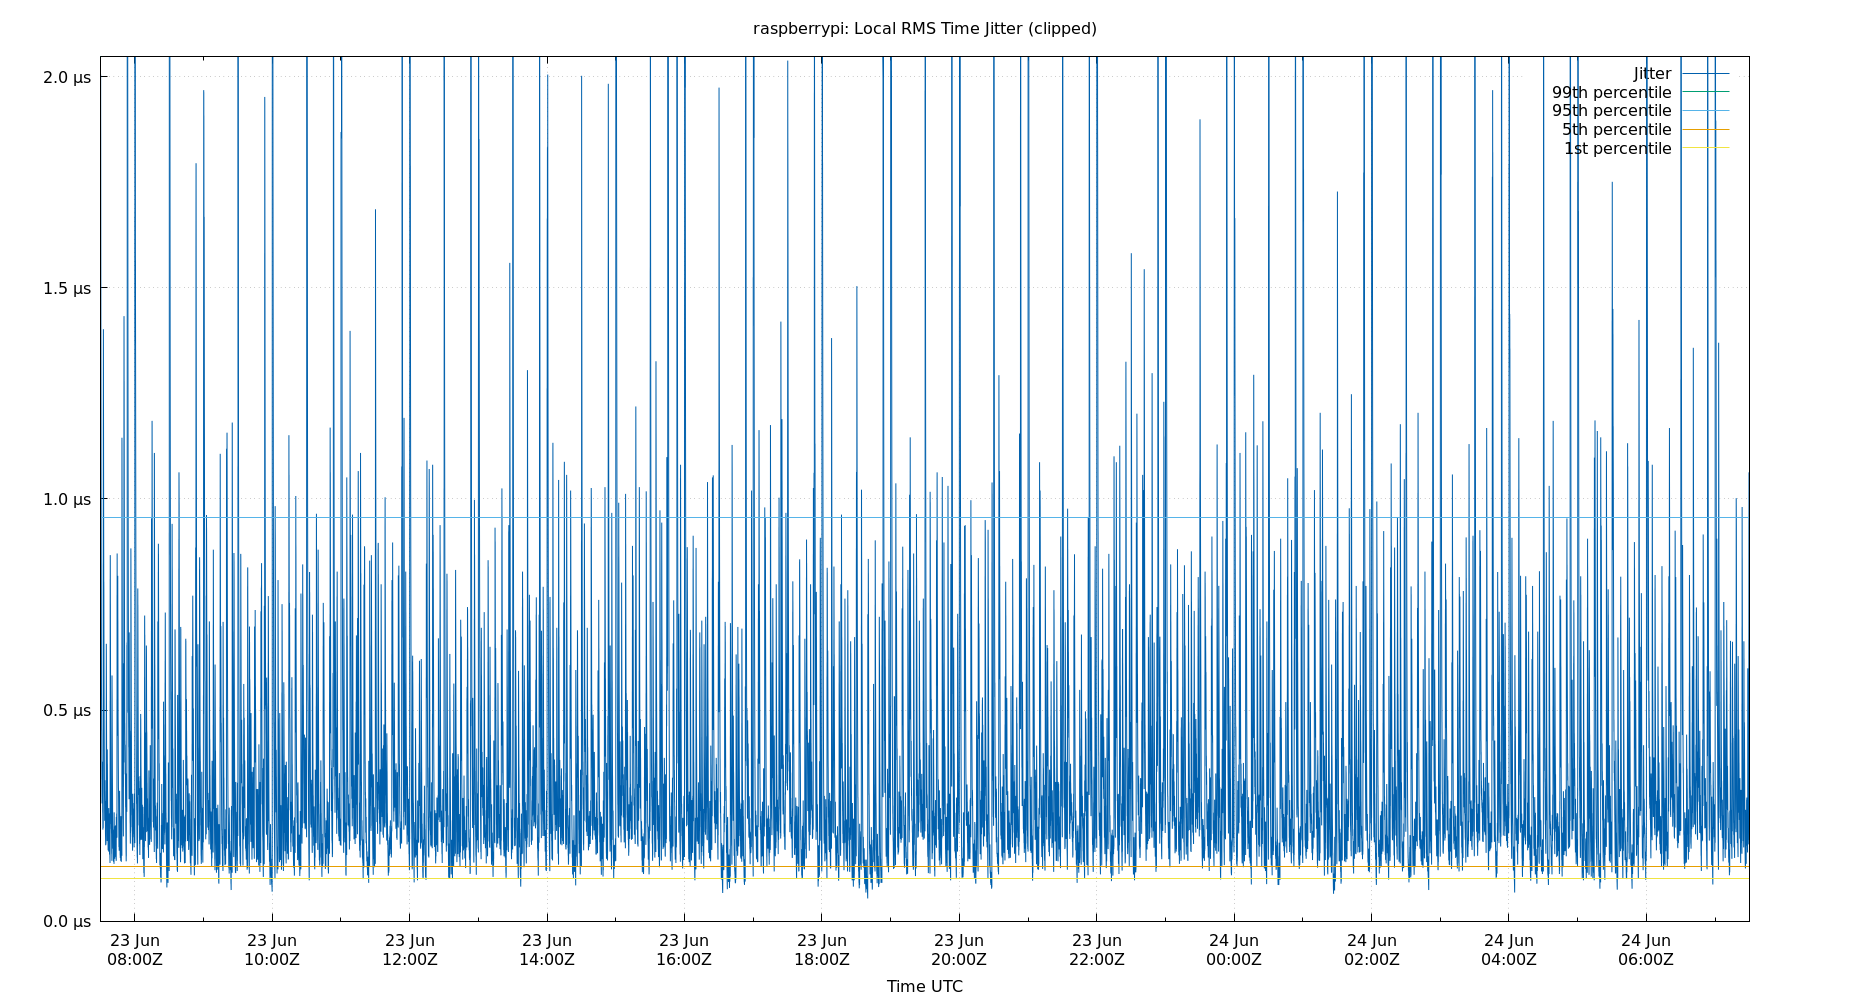 raspberrypi: Local RMS Time Jitter (clipped)
2.0 µs
1.5 µs
1.0 µs
0.5 µs
0.0 µs
Jitter
99th percentile
95th percentile
5th percentile
1st percentile
23 Jun 23 Jun 23 Jun 23 Jun 23 Jun 23 Jun 23 Jun 23 Jun 24 Jun 24 Jun 24 Jun 24 Jun
08:00Z 10:00Z 12:00Z 14:00Z 16:00Z 18:00Z 20:00Z 22:00Z 00:00Z 02:00Z 04:00Z 06:00Z
Time UTC